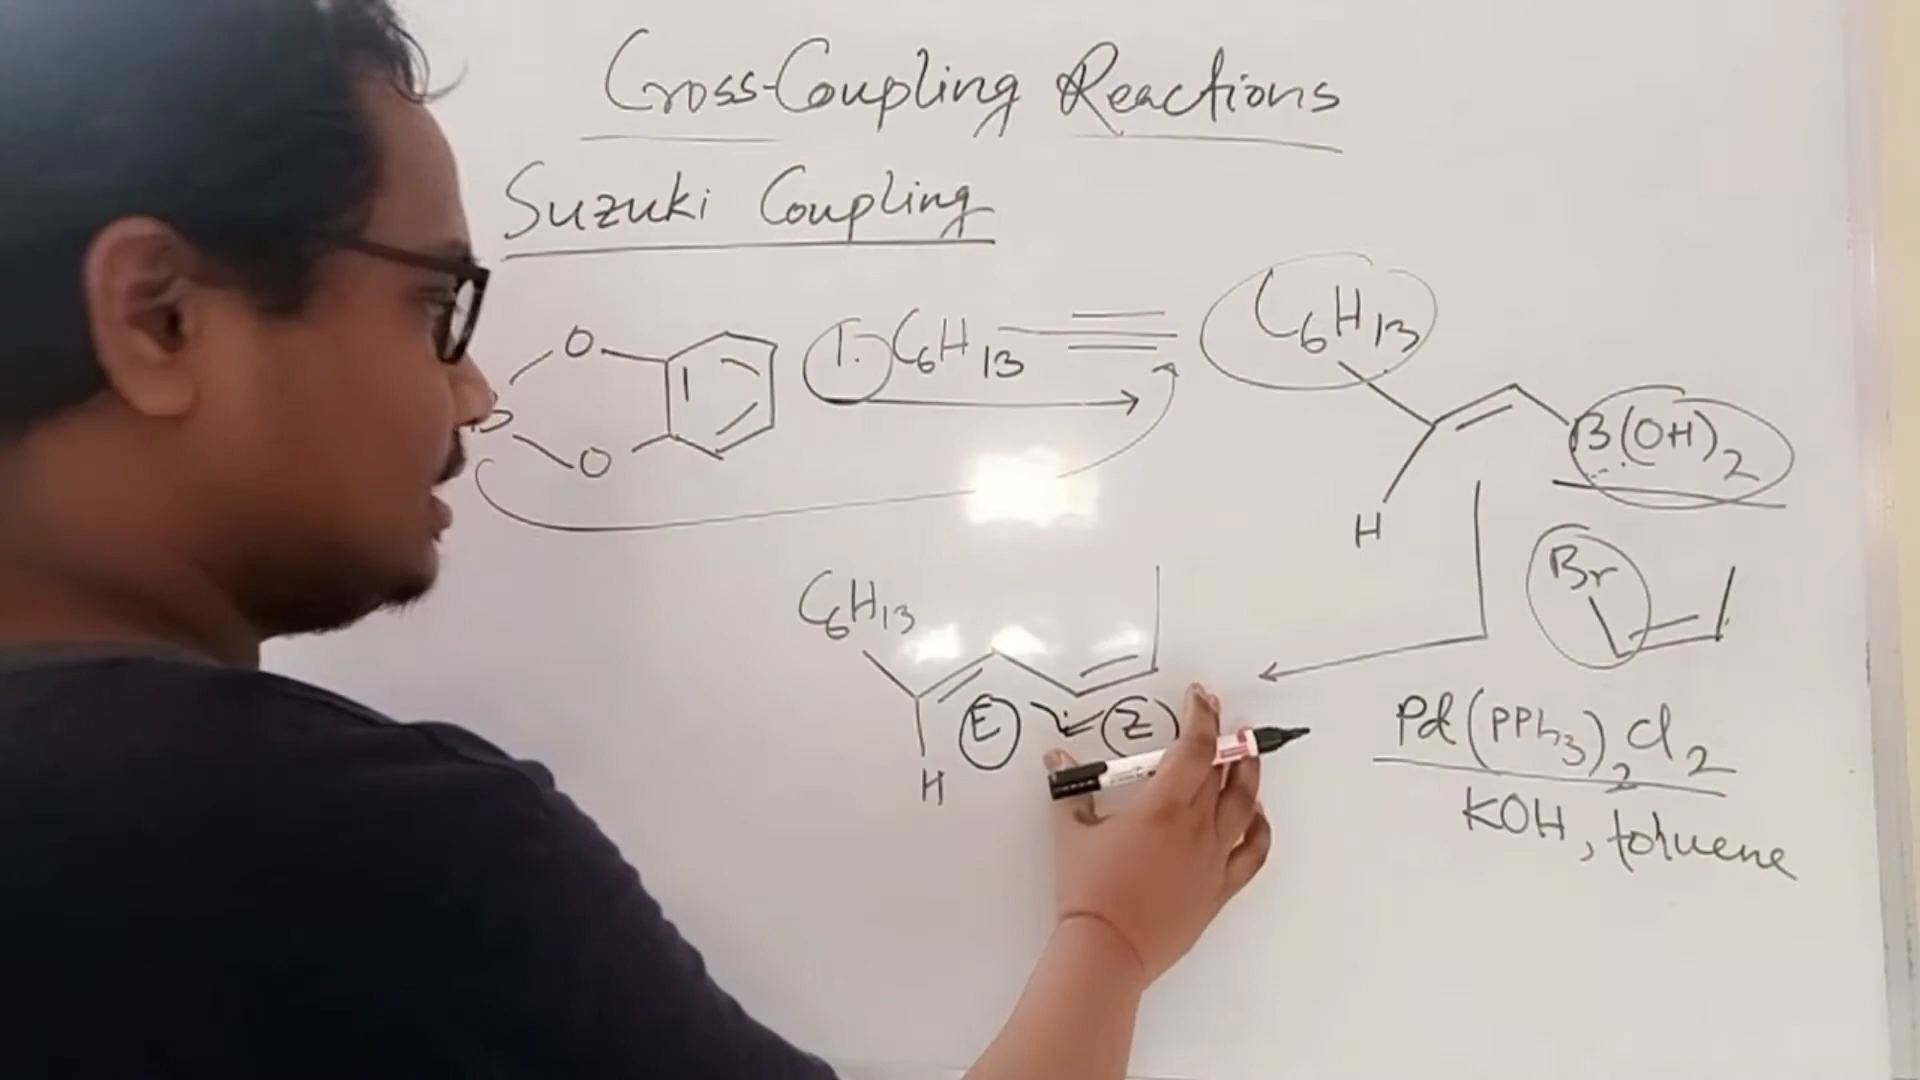 Cross-Coupling Reactions
Suzuki Coupling
O
B
O
1. C6H13
C6H13
B(OH)2
H
Br
C6H13
E
Z
H
Pd(PPh3)2Cl2
KOH, toluene